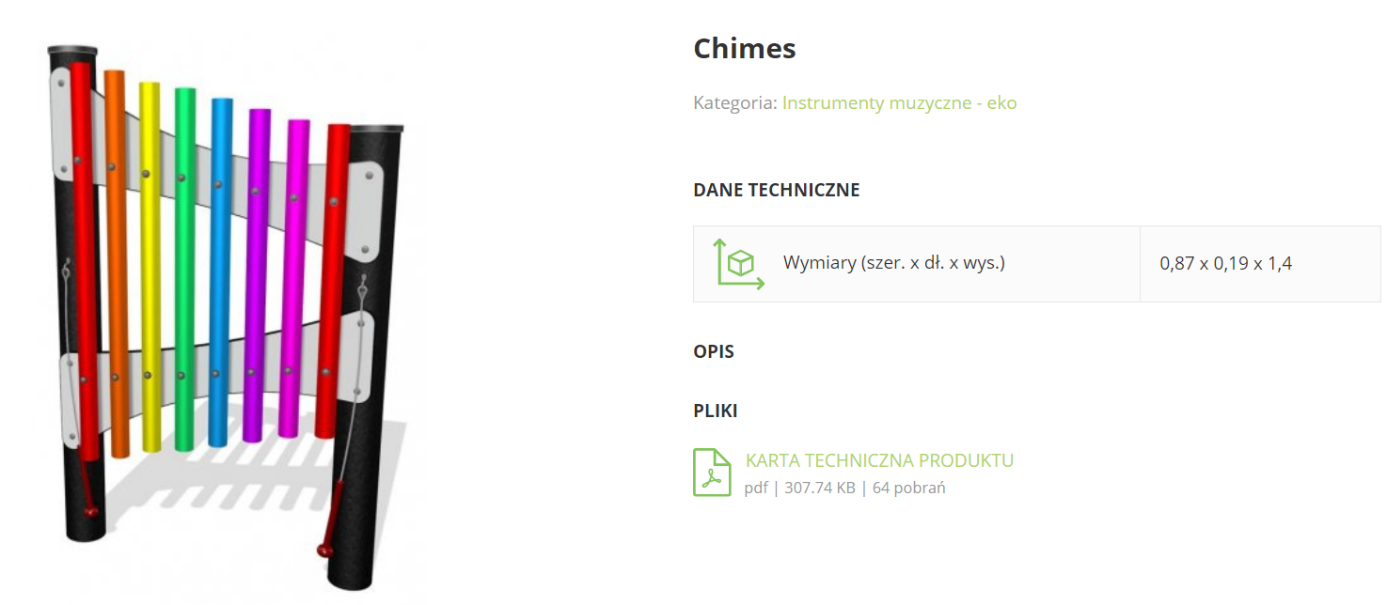 Chimes
Kategoria: Instrumenty muzyczne - eko
DANE TECHNICZNE
Wymiary (szer. x dł. x wys.) 0,87 x 0,19 x 1,4
OPIS
PLIKI
KARTA TECHNICZNA PRODUKTU
pdf | 307.74 KB | 64 pobrań